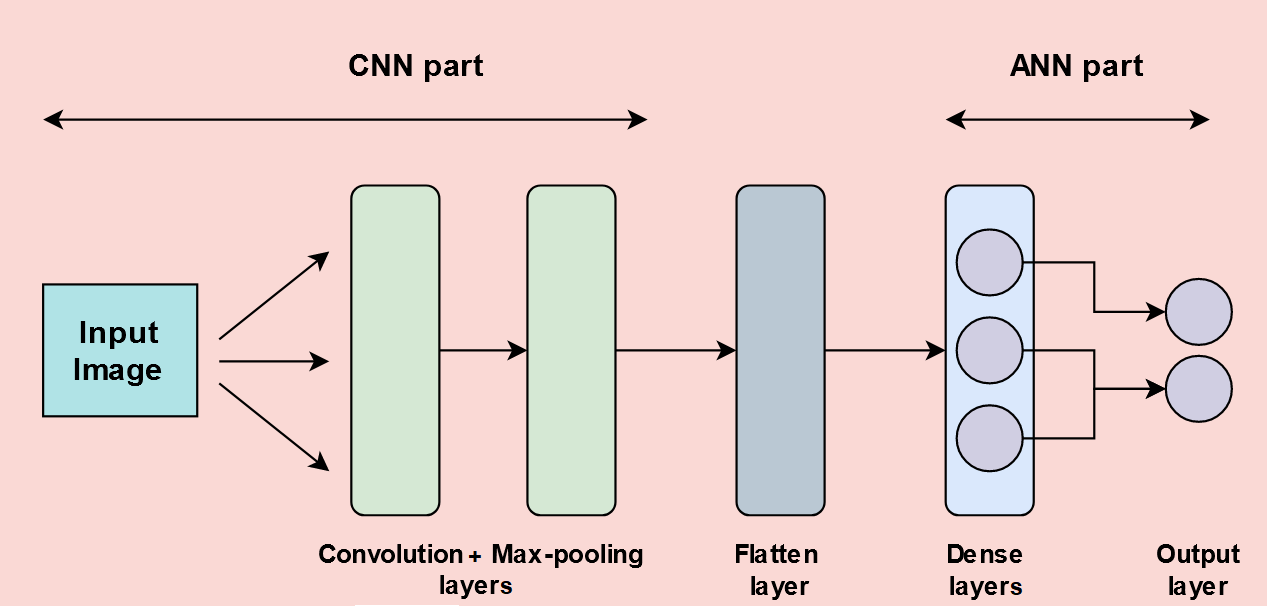 CNN part
ANN part
Input
Image
Convolution + Max-pooling
layers
Flatten
layer
Dense
layers
Output
layer